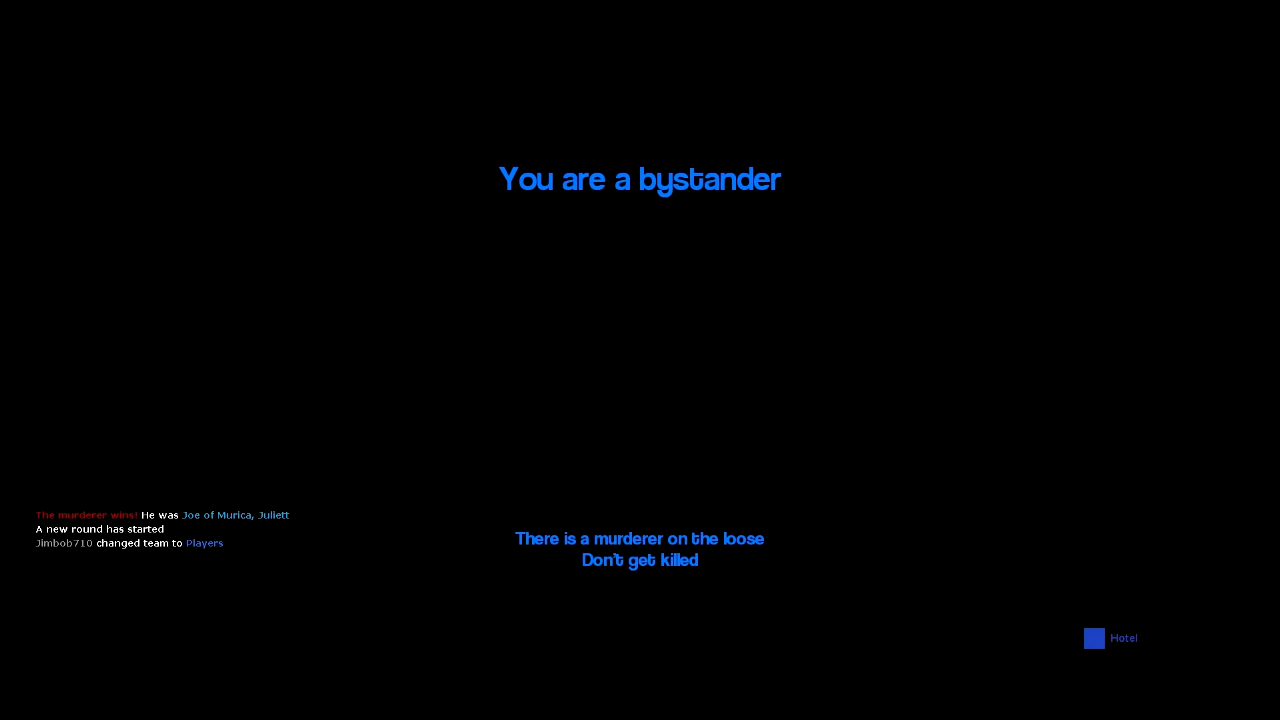 You are a bystander
The murderer wins! He was Joe of Murica, Juliett
A new round has started
Jimbob710 changed team to Players
There is a murderer on the loose
Don't get killed
Hotel